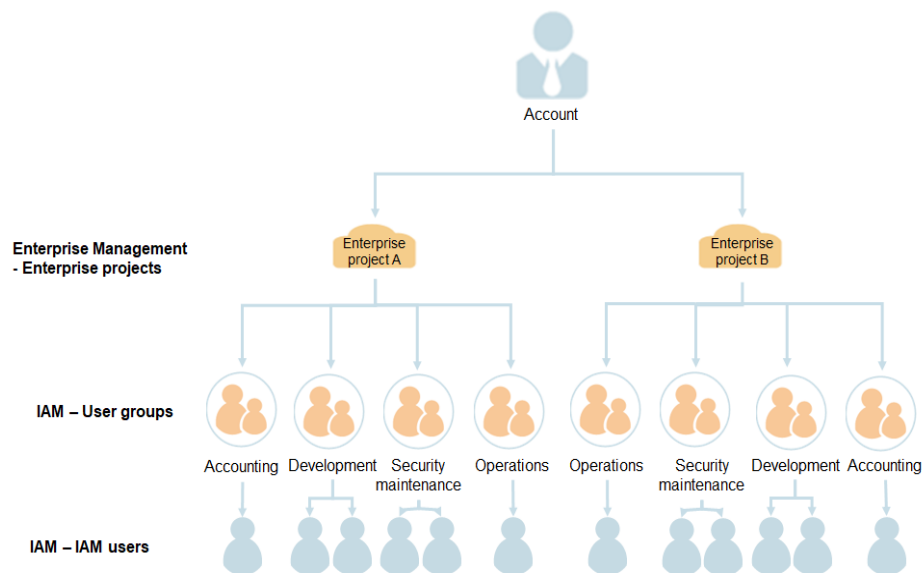 Account
Enterprise Management
- Enterprise projects
Enterprise
project A
Enterprise
project B
IAM – User groups
Accounting
Development
Security
maintenance
Operations
Operations
Security
maintenance
Development
Accounting
IAM – IAM users